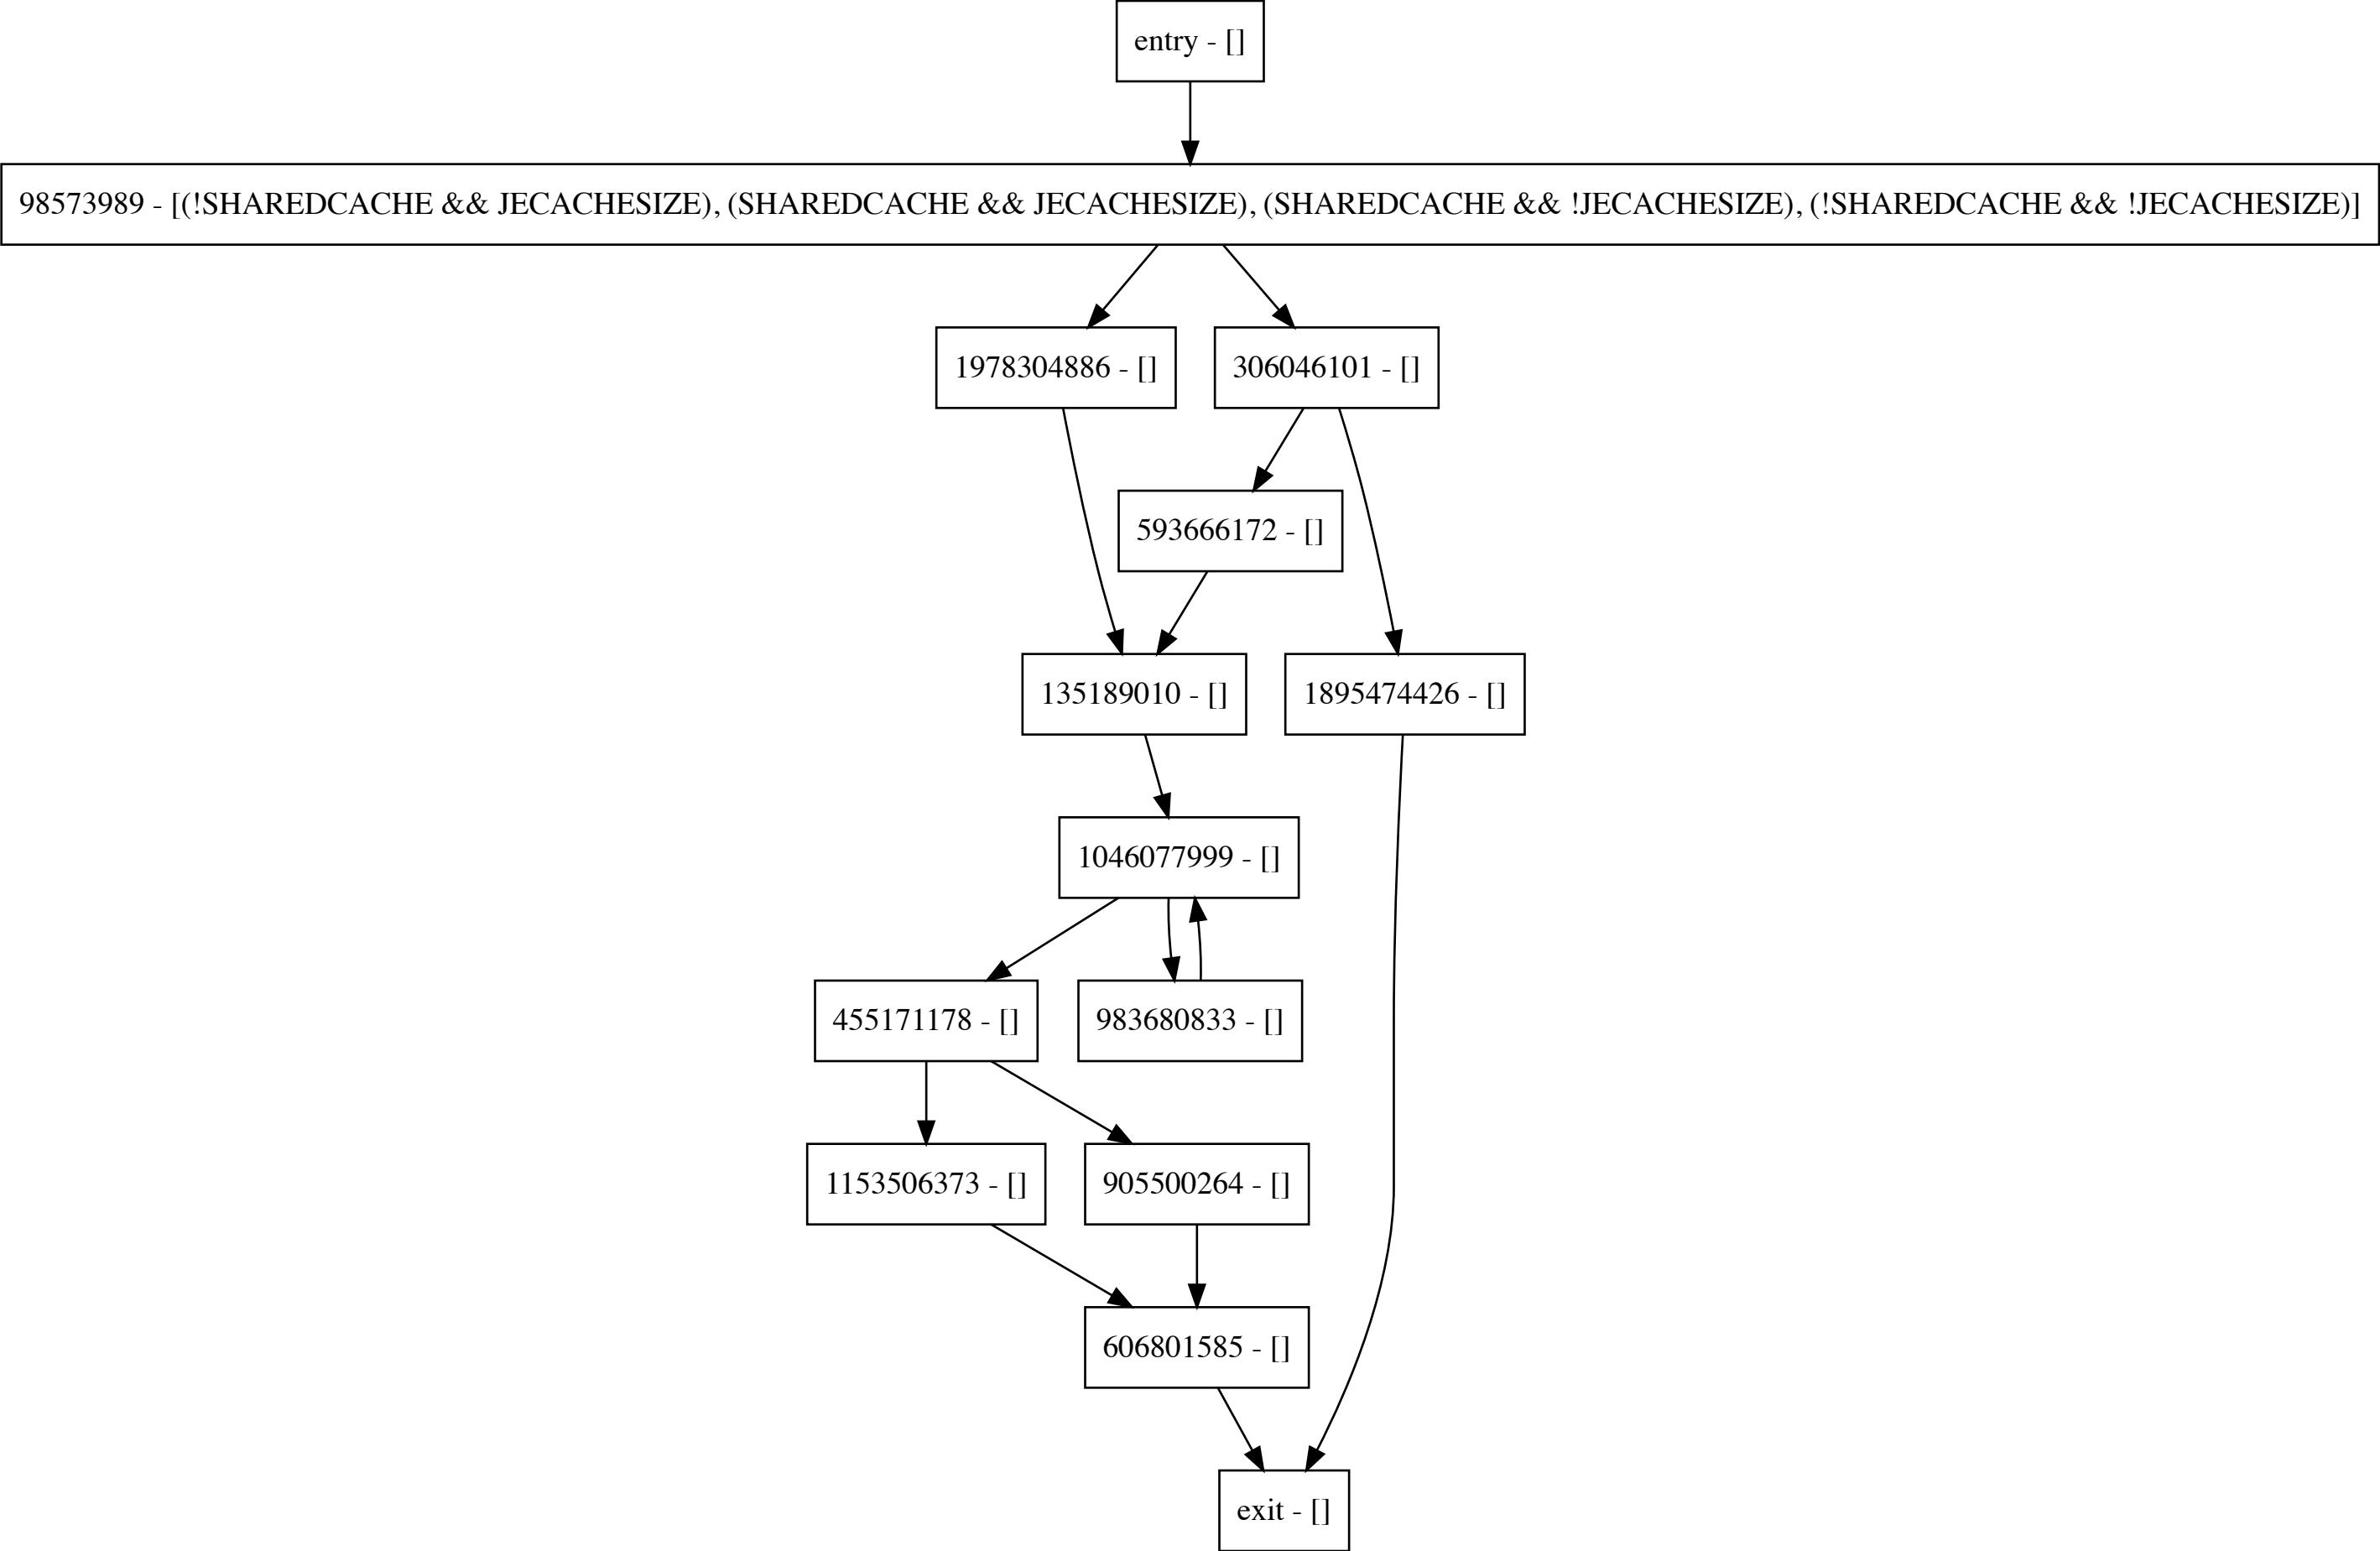 entry - []
98573989 - [(!SHAREDCACHE && JECACHESIZE), (SHAREDCACHE && JECACHESIZE), (SHAREDCACHE && !JECACHESIZE), (!SHAREDCACHE && !JECACHESIZE)]
1978304886 - []
306046101 - []
593666172 - []
135189010 - []
1895474426 - []
1046077999 - []
455171178 - []
983680833 - []
1153506373 - []
905500264 - []
606801585 - []
exit - []